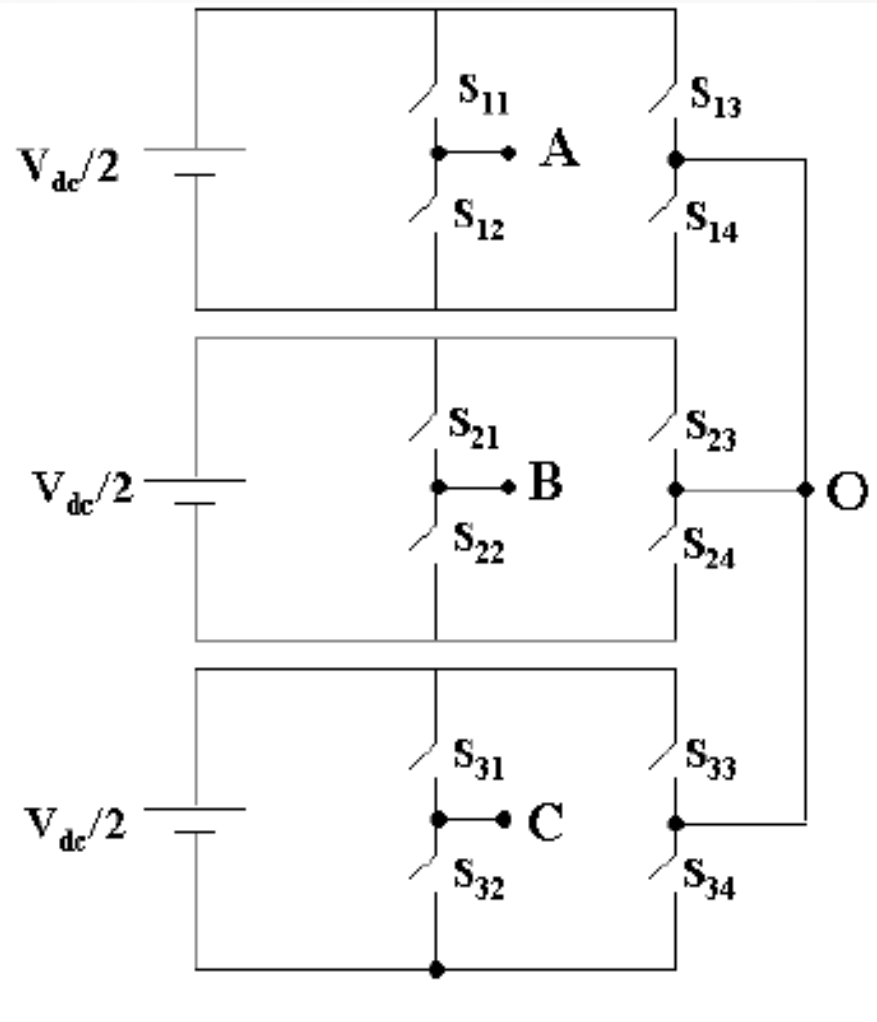 S11 S13
Vdc/2 A
S12 S14
S21 S23
Vdc/2 B O
S22 S24
S31 S33
Vdc/2 C
S32 S34